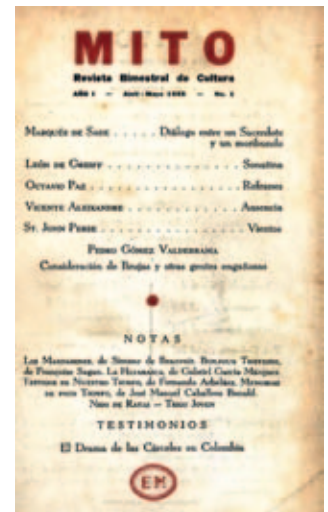 MITO
Revista Bimestral de Cultura
AÑO I — Abril - Mayo 1955 — No. 1
MARQUÉS DE SADE . . . . . Diálogo entre un Sacerdote
y un moribundo
LEÓN DE GREIFF . . . . . . . . . . . . . Sonatina
OCTAVIO PAZ . . . . . . . . . . . . . . . Refranes
VICENTE ALEIXANDRE . . . . . . . . . . . Ausencia
ST. JOHN PERSE . . . . . . . . . . . . . . Vientos
PEDRO GÓMEZ VALDERRAMA
Consideración de Brujas y otras gentes engañosas
NOTAS
LOS MANDARINES, de Simone de Beauvoir. BONJOUR TRISTESSE,
de Françoise Sagan. LA HOJARASCA, de Gabriel García Márquez.
TESTIGOS DE NUESTRO TIEMPO, de Fernando Arbeláez. MEMORIAS
DE POCO TIEMPO, de José Manuel Caballero Bonald.
NIDO DE RATAS — TERZO JOVEN
TESTIMONIOS
El Drama de las Cárceles en Colombia
EM